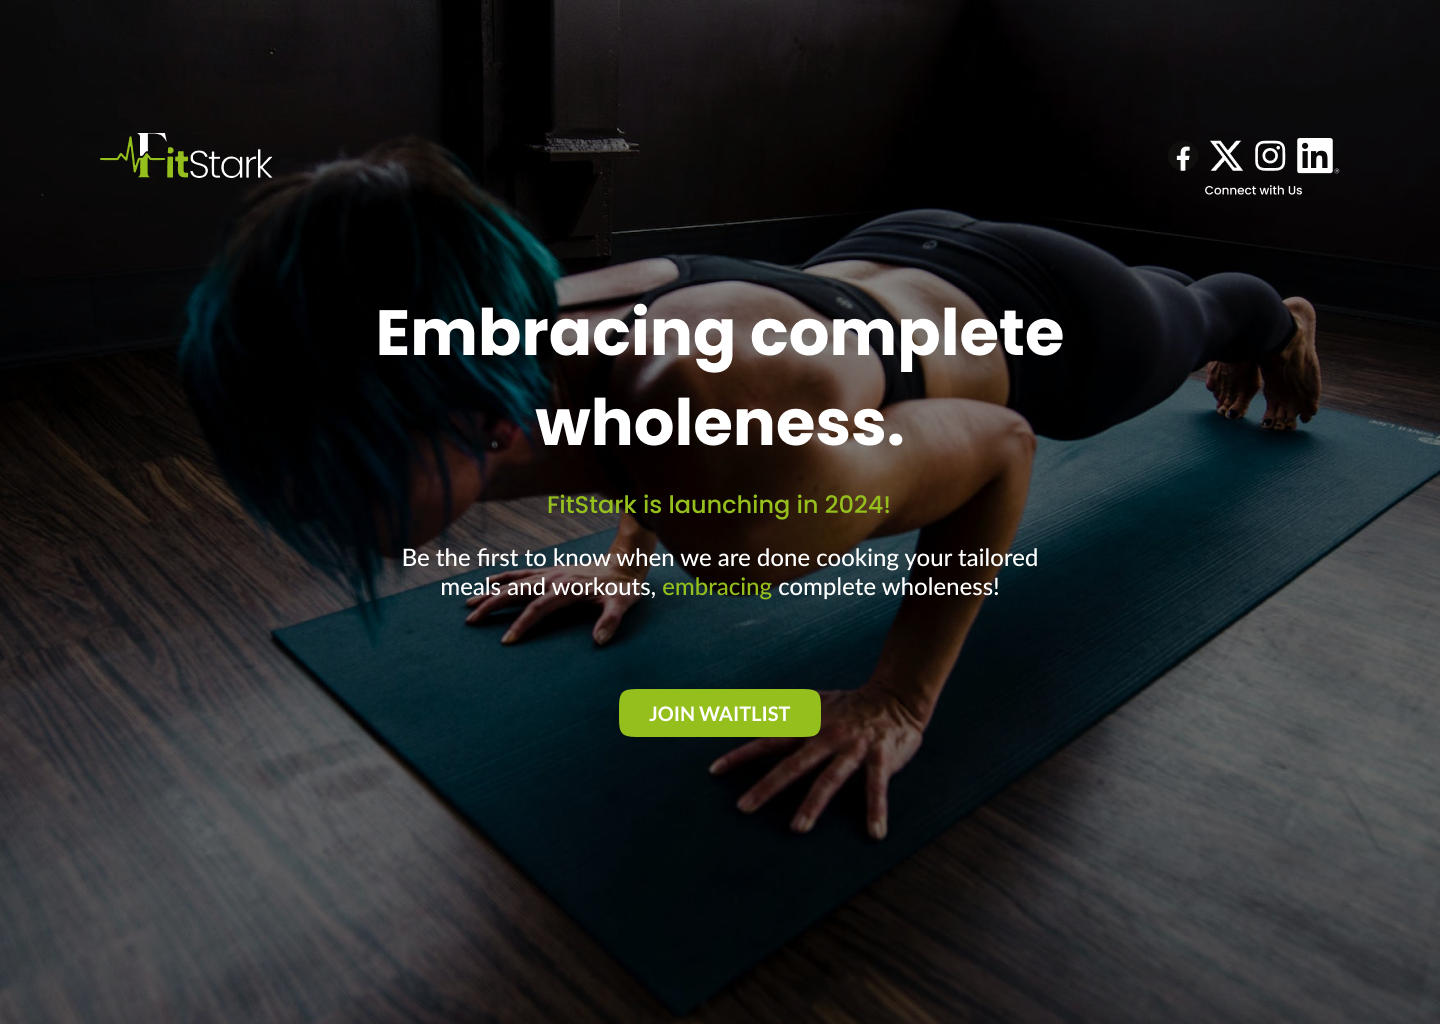 FitStark
Connect with Us
Embracing complete
wholeness.
FitStark is launching in 2024!
Be the first to know when we are done cooking your tailored
meals and workouts, embracing complete wholeness!
JOIN WAITLIST